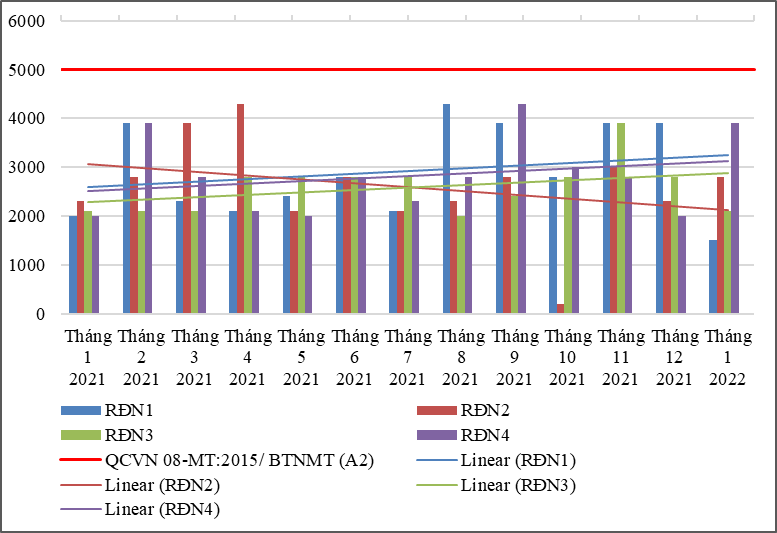 6000
5000
4000
3000
2000
1000
0
Tháng Tháng Tháng Tháng Tháng Tháng Tháng Tháng Tháng Tháng Tháng Tháng Tháng
1 2 3 4 5 6 7 8 9 10 11 12 1
2021 2021 2021 2021 2021 2021 2021 2021 2021 2021 2021 2021 2022
RĐN1 RĐN2
RĐN3 RĐN4
QCVN 08-MT:2015/ BTNMT (A2) Linear (RĐN1)
Linear (RĐN2) Linear (RĐN3)
Linear (RĐN4)